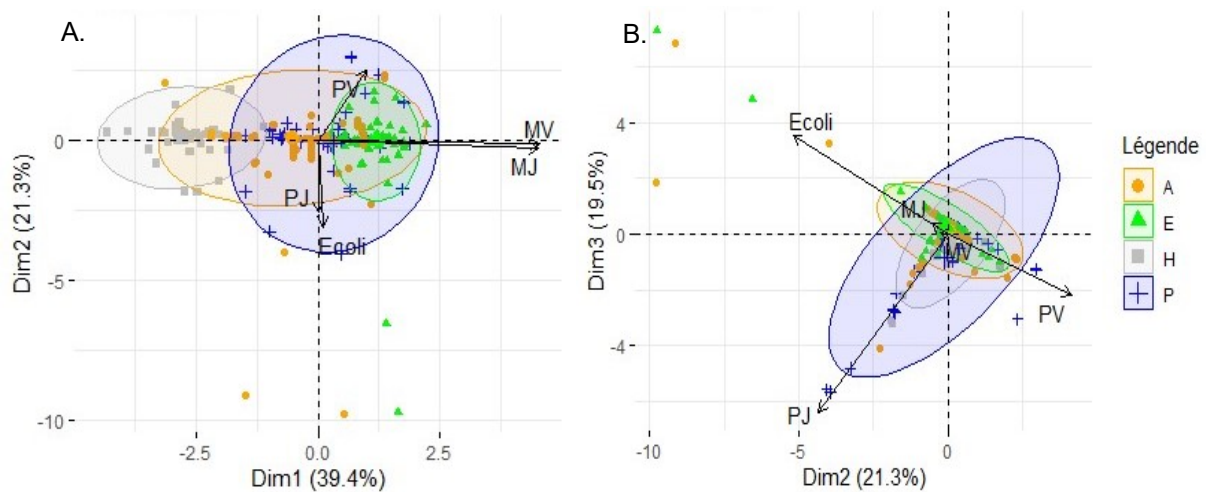 A.
B.
PV
MV
MJ
PJ
Ecoli
0
-5
-10
-2.5
0.0
2.5
Dim1 (39.4%)
Dim2 (21.3%)
Ecoli
MJ
MV
PV
PJ
4
0
-4
-10
-5
0
Dim2 (21.3%)
Dim3 (19.5%)
Légende
A
E
H
P